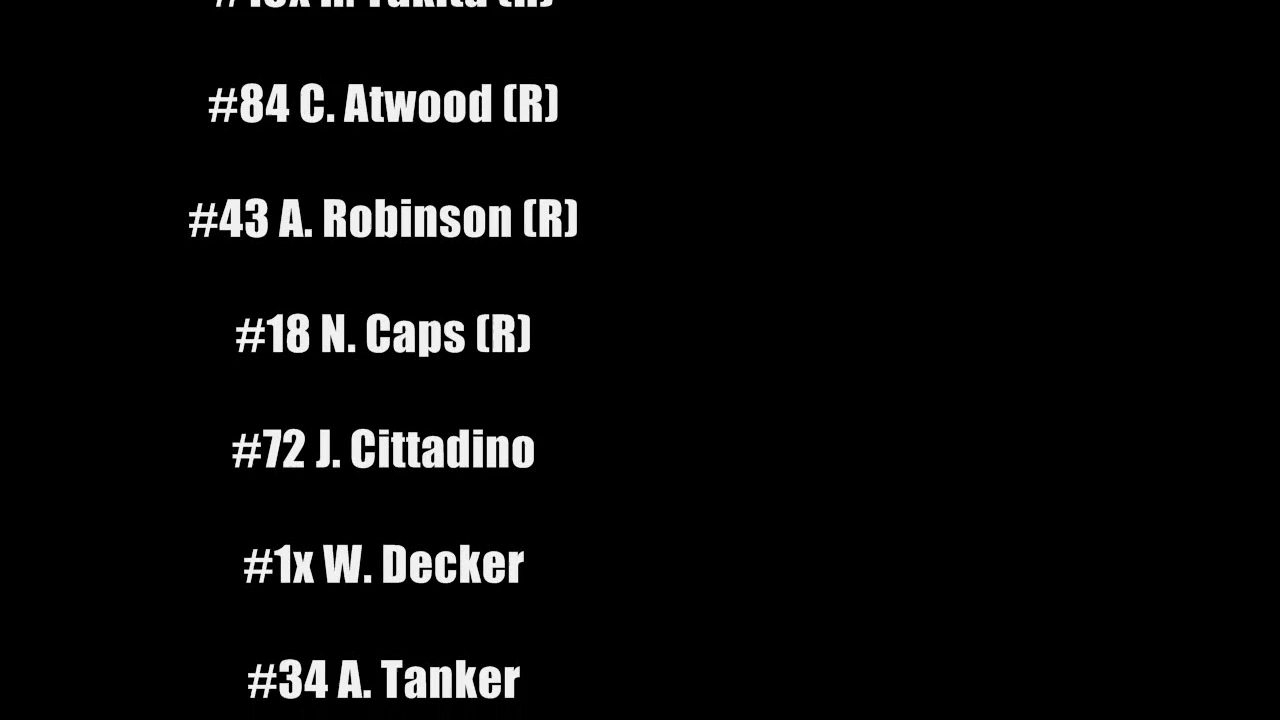 #84 C. Atwood (R)
#43 A. Robinson (R)
#18 N. Caps (R)
#72 J. Cittadino
#1x W. Decker
#34 A. Tanker